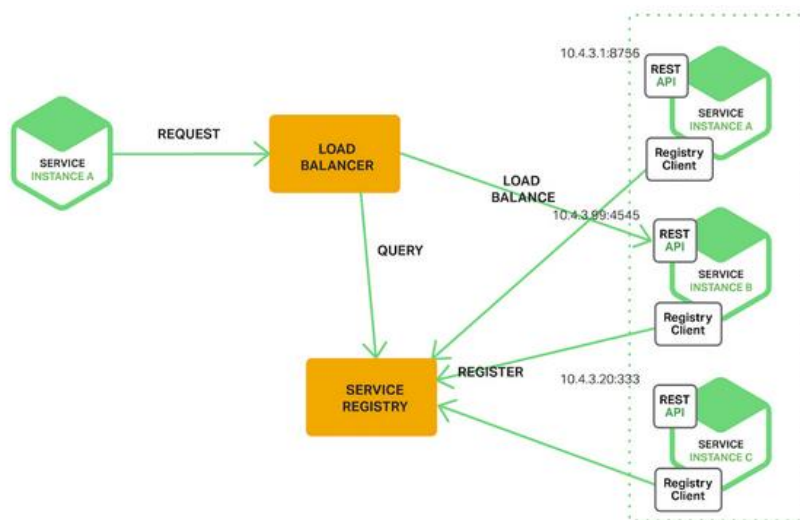 10.4.3.1:8756
REST
API
SERVICE
INSTANCE A
Registry
Client
REQUEST
SERVICE
INSTANCE A
LOAD
BALANCER
LOAD
BALANCE
10.4.3.99:4545
REST
API
SERVICE
INSTANCE B
Registry
Client
QUERY
SERVICE
REGISTRY
REGISTER
10.4.3.20:333
REST
API
SERVICE
INSTANCE C
Registry
Client